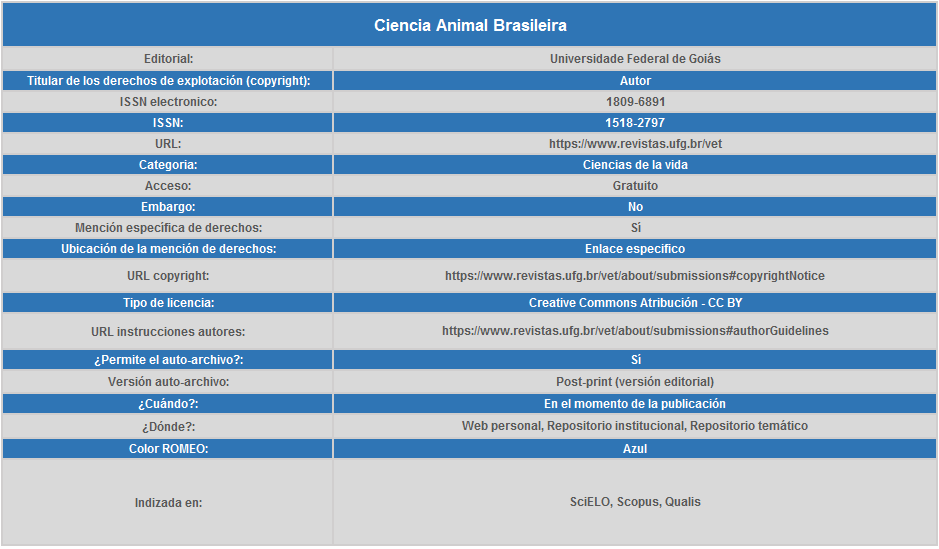 Ciencia Animal Brasileira
Editorial: Universidade Federal de Goiás
Titular de los derechos de explotación (copyright): Autor
ISSN electronico: 1809-6891
ISSN: 1518-2797
URL: https://www.revistas.ufg.br/vet
Categoria: Ciencias de la vida
Acceso: Gratuito
Embargo: No
Mención específica de derechos: Sí
Ubicación de la mención de derechos: Enlace específico
URL copyright: https://www.revistas.ufg.br/vet/about/submissions#copyrightNotice
Tipo de licencia: Creative Commons Atribución - CC BY
URL instrucciones autores: https://www.revistas.ufg.br/vet/about/submissions#authorGuidelines
¿Permite el auto-archivo?: Sí
Versión auto-archivo: Post-print (versión editorial)
¿Cuándo?: En el momento de la publicación
¿Dónde?: Web personal, Repositorio institucional, Repositorio temático
Color ROMEO: Azul
Indizada en: SciELO, Scopus, Qualis